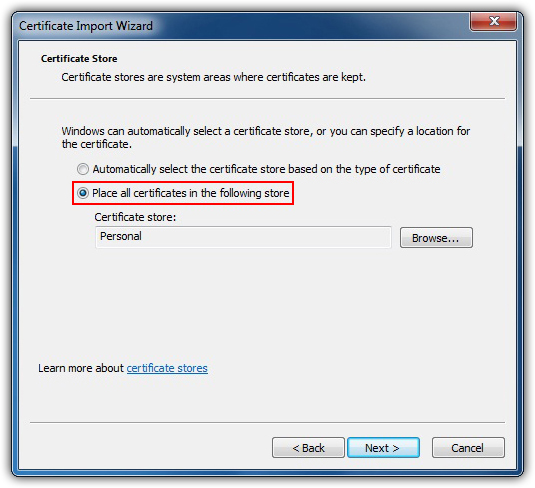 Certificate Import Wizard
Certificate Store
Certificate stores are system areas where certificates are kept.
Windows can automatically select a certificate store, or you can specify a location for
the certificate.
Automatically select the certificate store based on the type of certificate
Place all certificates in the following store
Certificate store:
Personal
Browse...
Learn more about certificate stores
< Back
Next >
Cancel